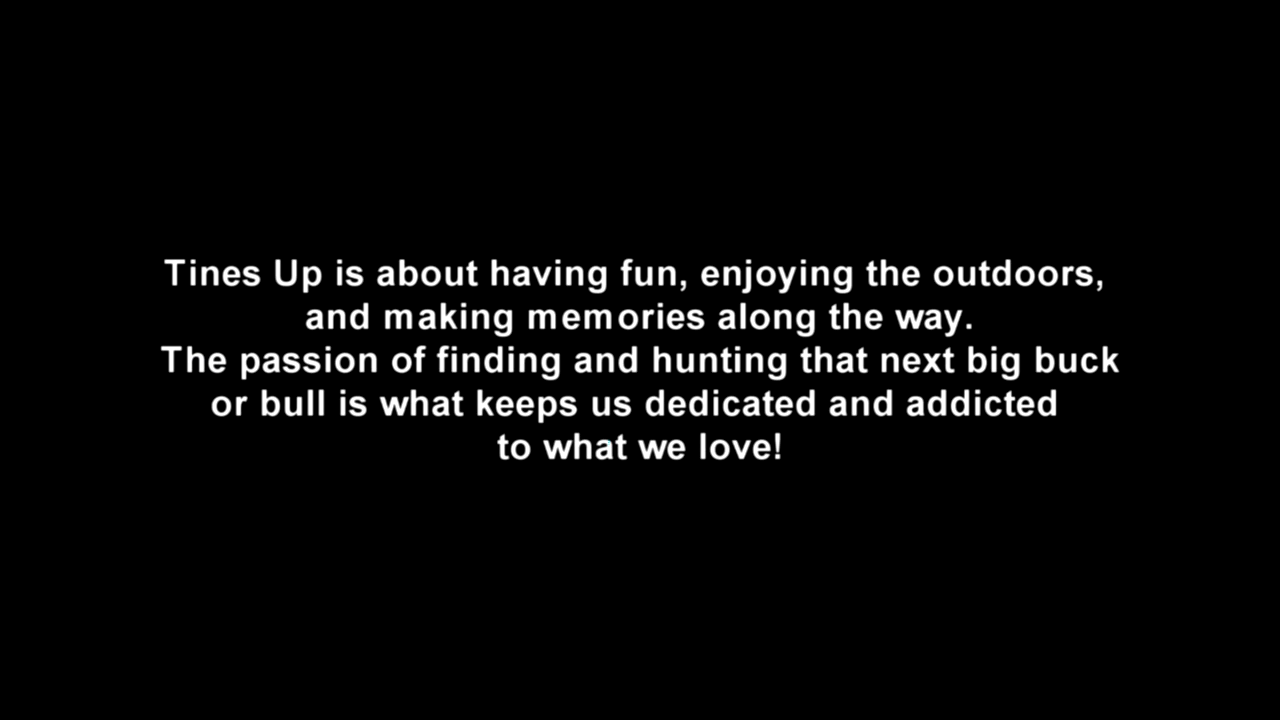 Tines Up is about having fun, enjoying the outdoors,
and making memories along the way.
The passion of finding and hunting that next big buck
or bull is what keeps us dedicated and addicted
to what we love!